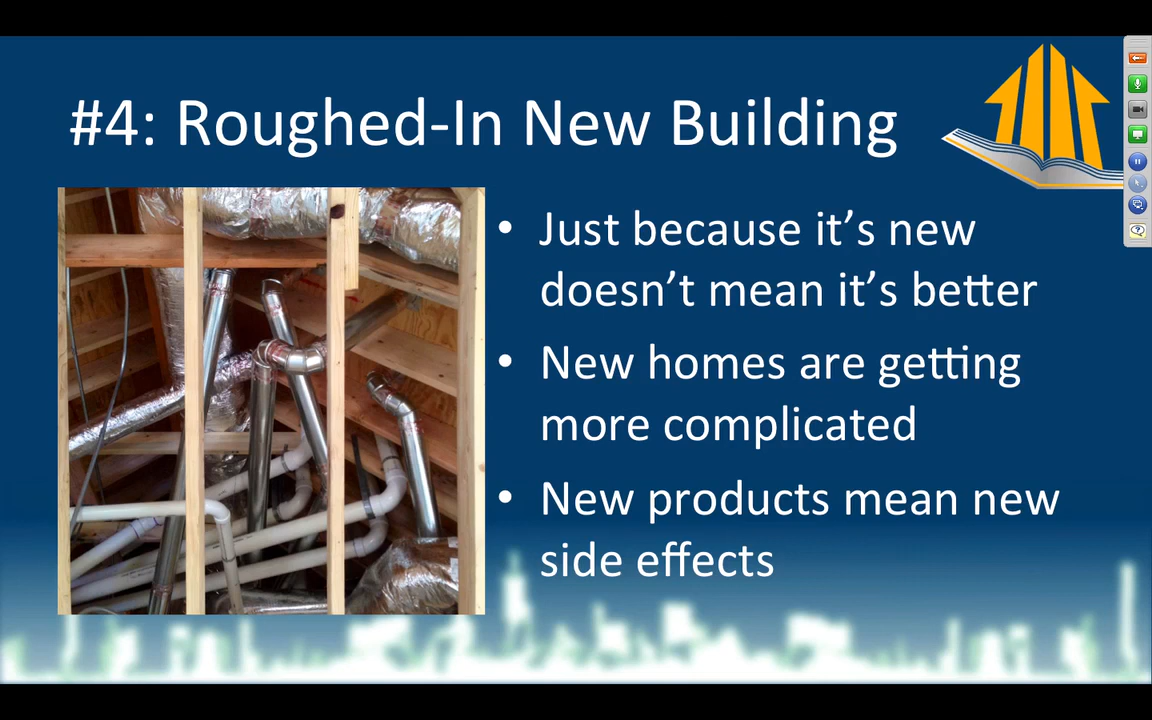 #4: Roughed-In New Building
• Just because it’s new
doesn’t mean it’s better
• New homes are getting
more complicated
• New products mean new
side effects